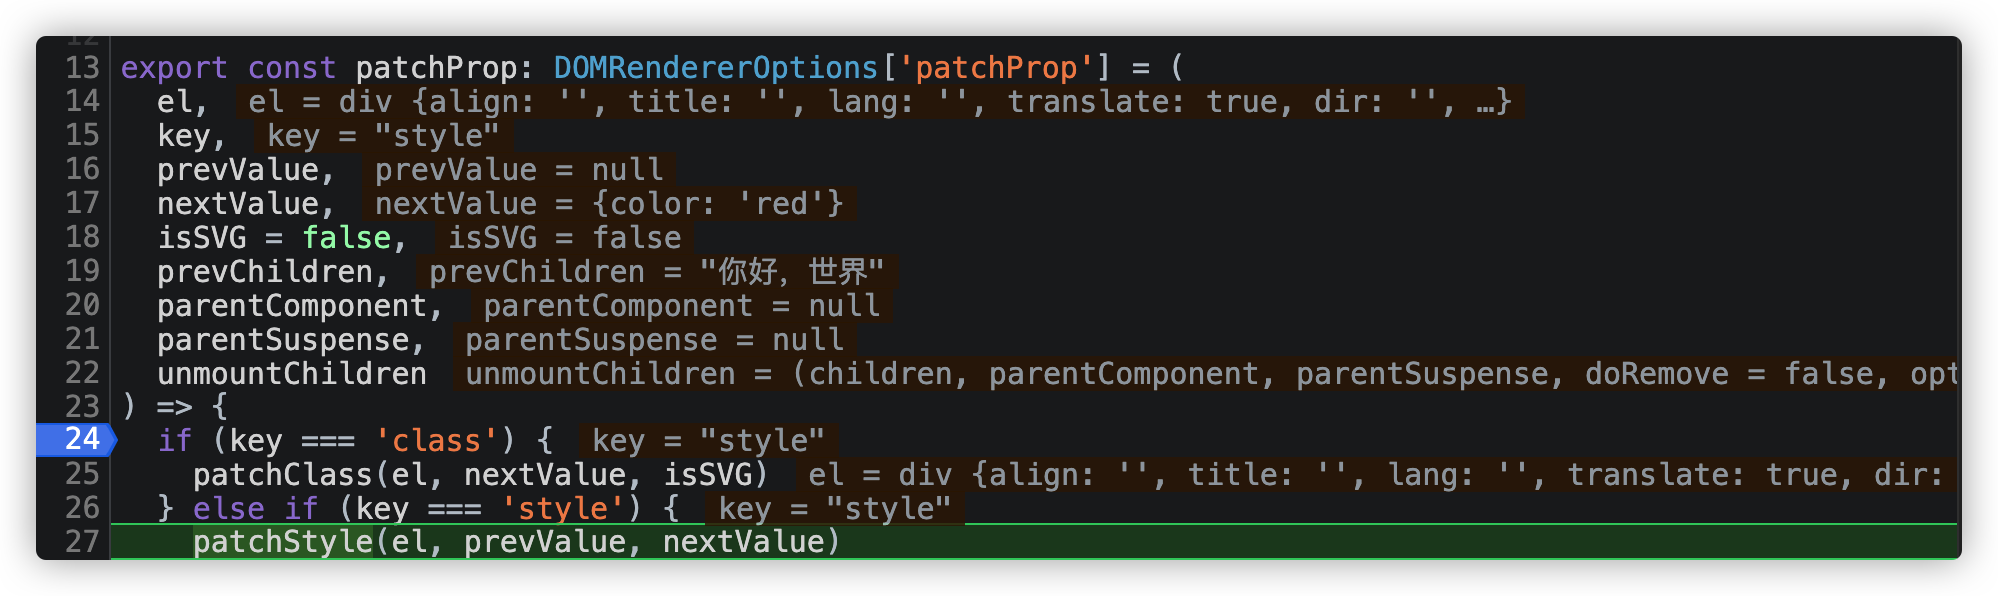 12
13 export const patchProp: DOMRendererOptions['patchProp'] = (
14 el, el = div {align: '', title: '', lang: '', translate: true, dir: '', …}
15 key, key = "style"
16 prevValue, prevValue = null
17 nextValue, nextValue = {color: 'red'}
18 isSVG = false, isSVG = false
19 prevChildren, prevChildren = "你好，世界"
20 parentComponent, parentComponent = null
21 parentSuspense, parentSuspense = null
22 unmountChildren unmountChildren = (children, parentComponent, parentSuspense, doRemove = false, opt
23 ) => {
24 if (key === 'class') { key = "style"
25 patchClass(el, nextValue, isSVG) el = div {align: '', title: '', lang: '', translate: true, dir:
26 } else if (key === 'style') { key = "style"
27 patchStyle(el, prevValue, nextValue)